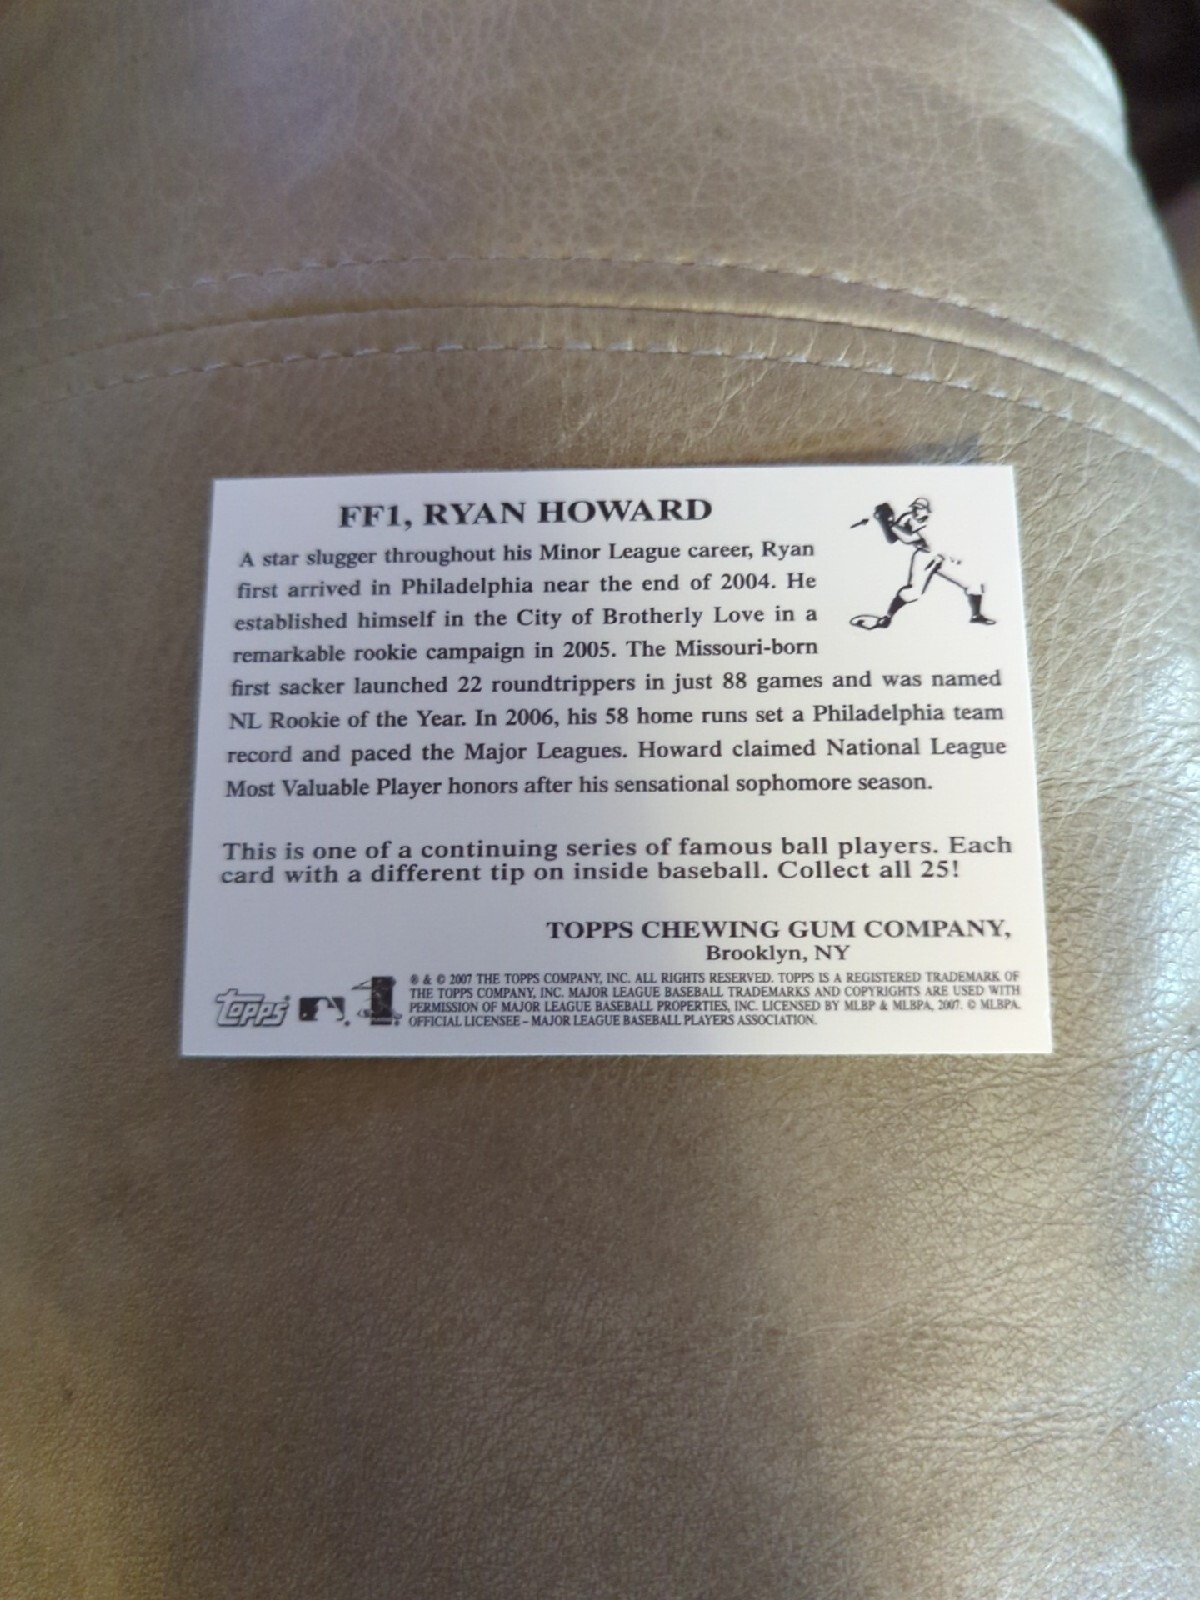 FF1, RYAN HOWARD
A star slugger throughout his Minor League career, Ryan
first arrived in Philadelphia near the end of 2004. He
established himself in the City of Brotherly Love in a
remarkable rookie campaign in 2005. The Missouri-born
first sacker launched 22 roundtrippers in just 88 games and was named
NL Rookie of the Year. In 2006, his 58 home runs set a Philadelphia team
record and paced the Major Leagues. Howard claimed National League
Most Valuable Player honors after his sensational sophomore season.
This is one of a continuing series of famous ball players. Each
card with a different tip on inside baseball. Collect all 25!
TOPPS CHEWING GUM COMPANY,
Brooklyn, NY
Topps
® & © 2007 THE TOPPS COMPANY, INC. ALL RIGHTS RESERVED. TOPPS IS A REGISTERED TRADEMARK OF
THE TOPPS COMPANY, INC. MAJOR LEAGUE BASEBALL TRADEMARKS AND COPYRIGHTS ARE USED WITH
PERMISSION OF MAJOR LEAGUE BASEBALL PROPERTIES, INC. LICENSED BY MLBP & MLBPA, 2007. © MLBPA.
OFFICIAL LICENSEE – MAJOR LEAGUE BASEBALL PLAYERS ASSOCIATION.